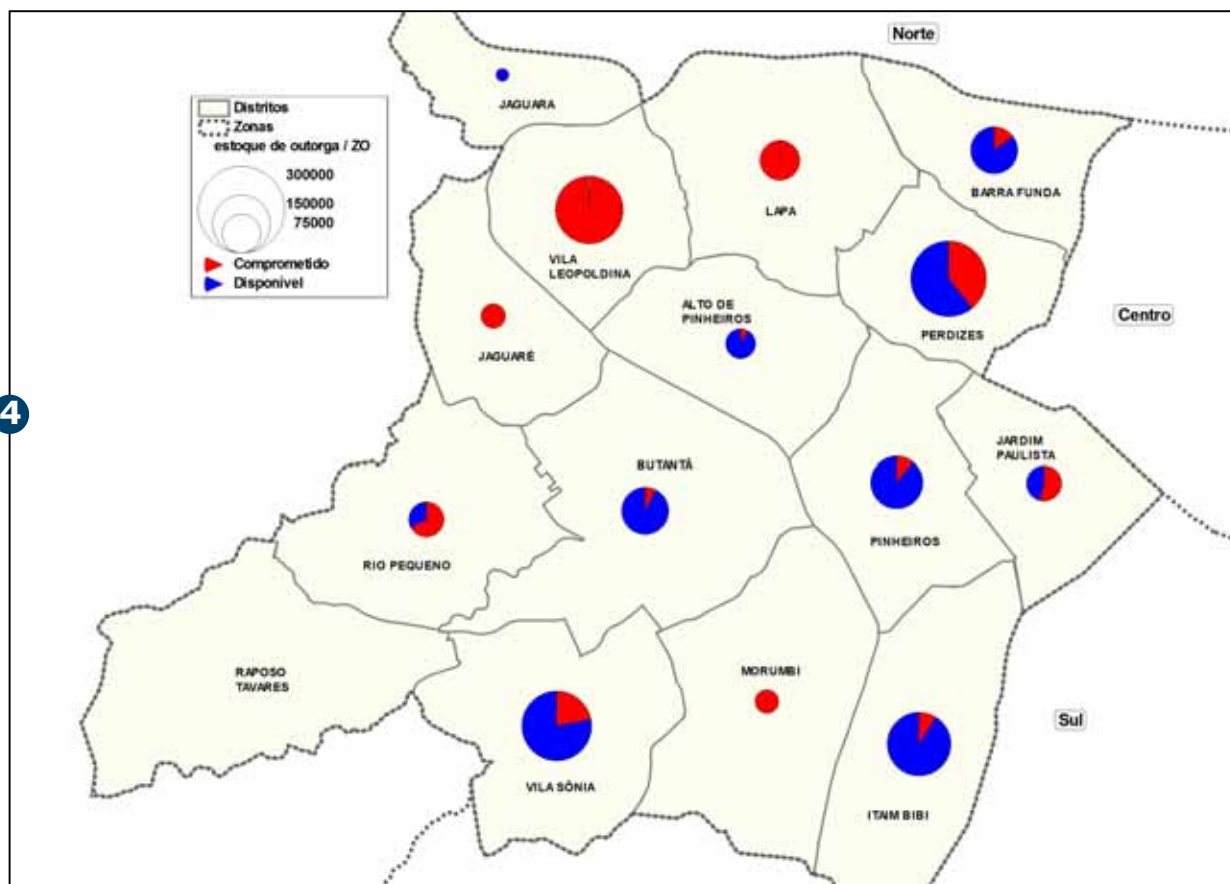 Norte
JAGUARA
Distritos
Zonas
estoque de outorga / ZO
300000
150000
75000
Comprometido
Disponível
BARRA FUNDA
LAPA
VILA
LEOPOLDINA
ALTO DE
PINHEIROS
PERDIZES
Centro
JAGUARÉ
4
JARDIM
PAULISTA
BUTANTÃ
PINHEIROS
RIO PEQUENO
RAPOSO
TAVARES
MORUMBI
Sul
VILA SÔNIA
ITAIM BIBI